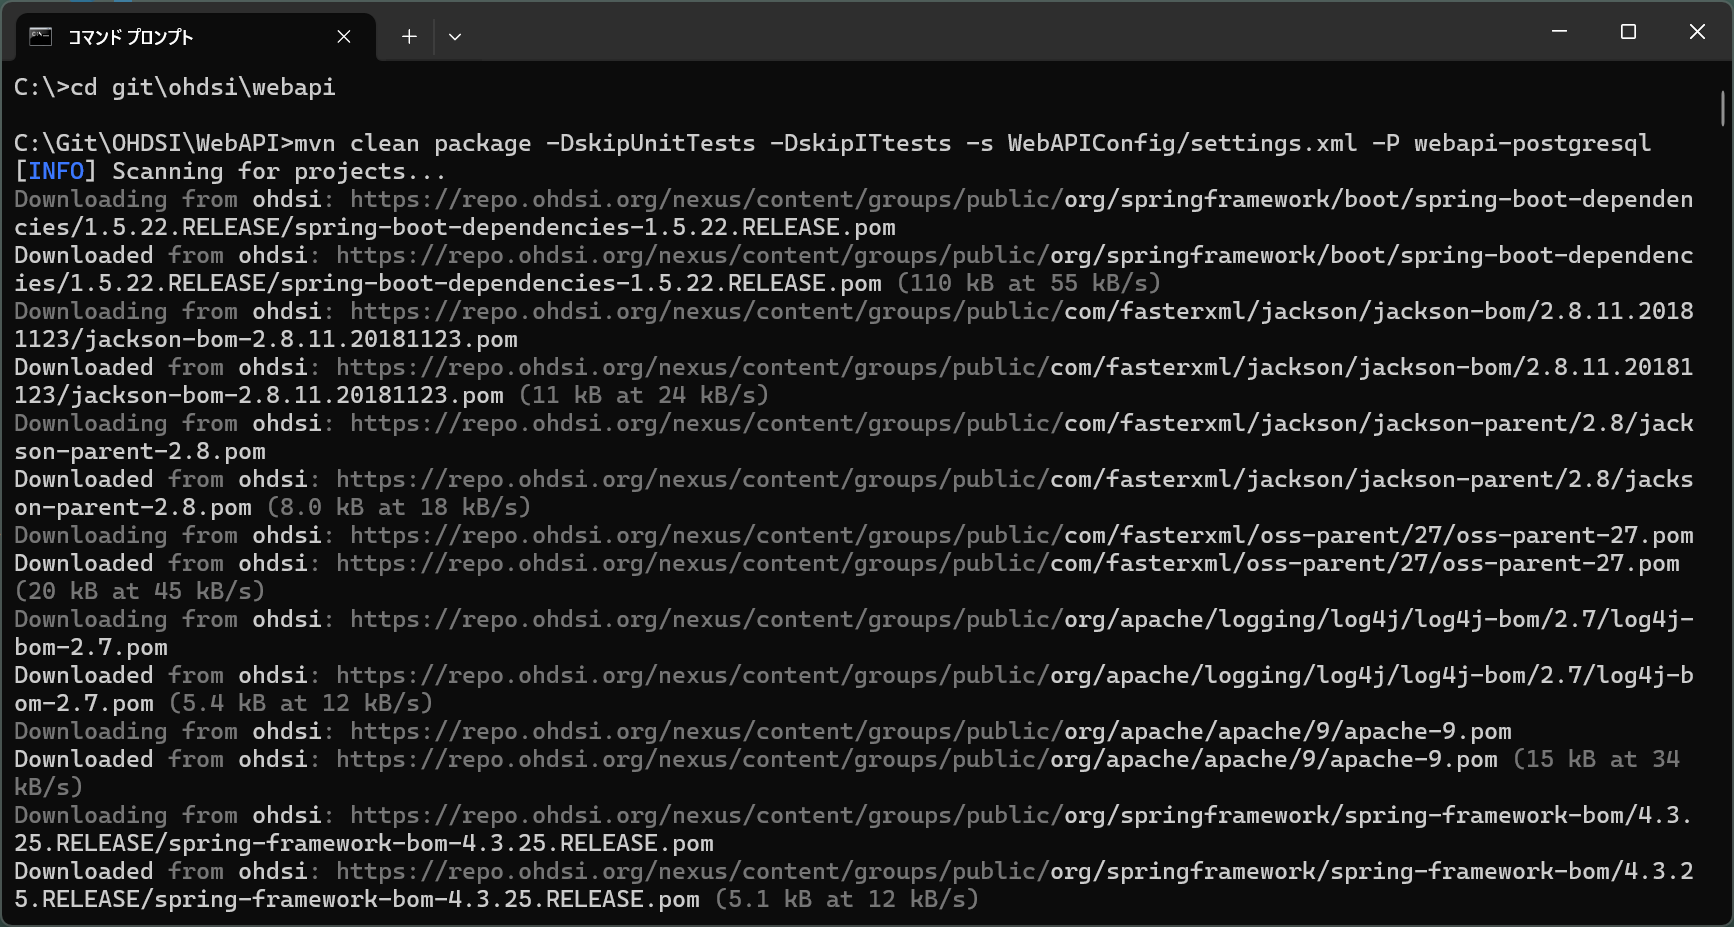 コマンド プロンプト
C:\>cd git\ohdsi\webapi
C:\Git\OHDSI\WebAPI>mvn clean package -DskipUnitTests -DskipITtests -s WebAPIConfig/settings.xml -P webapi-postgresql
[INFO] Scanning for projects...
Downloading from ohdsi: https://repo.ohdsi.org/nexus/content/groups/public/org/springframework/boot/spring-boot-dependen
cies/1.5.22.RELEASE/spring-boot-dependencies-1.5.22.RELEASE.pom
Downloaded from ohdsi: https://repo.ohdsi.org/nexus/content/groups/public/org/springframework/boot/spring-boot-dependenc
ies/1.5.22.RELEASE/spring-boot-dependencies-1.5.22.RELEASE.pom (110 kB at 55 kB/s)
Downloading from ohdsi: https://repo.ohdsi.org/nexus/content/groups/public/com/fasterxml/jackson/jackson-bom/2.8.11.2018
1123/jackson-bom-2.8.11.20181123.pom
Downloaded from ohdsi: https://repo.ohdsi.org/nexus/content/groups/public/com/fasterxml/jackson/jackson-bom/2.8.11.20181
123/jackson-bom-2.8.11.20181123.pom (11 kB at 24 kB/s)
Downloading from ohdsi: https://repo.ohdsi.org/nexus/content/groups/public/com/fasterxml/jackson/jackson-parent/2.8/jack
son-parent-2.8.pom
Downloaded from ohdsi: https://repo.ohdsi.org/nexus/content/groups/public/com/fasterxml/jackson/jackson-parent/2.8/jacks
on-parent-2.8.pom (8.0 kB at 18 kB/s)
Downloading from ohdsi: https://repo.ohdsi.org/nexus/content/groups/public/com/fasterxml/oss-parent/27/oss-parent-27.pom
Downloaded from ohdsi: https://repo.ohdsi.org/nexus/content/groups/public/com/fasterxml/oss-parent/27/oss-parent-27.pom
(20 kB at 45 kB/s)
Downloading from ohdsi: https://repo.ohdsi.org/nexus/content/groups/public/org/apache/logging/log4j/log4j-bom/2.7/log4j-
bom-2.7.pom
Downloaded from ohdsi: https://repo.ohdsi.org/nexus/content/groups/public/org/apache/logging/log4j/log4j-bom/2.7/log4j-b
om-2.7.pom (5.4 kB at 12 kB/s)
Downloading from ohdsi: https://repo.ohdsi.org/nexus/content/groups/public/org/apache/apache/9/apache-9.pom
Downloaded from ohdsi: https://repo.ohdsi.org/nexus/content/groups/public/org/apache/apache/9/apache-9.pom (15 kB at 34
kB/s)
Downloading from ohdsi: https://repo.ohdsi.org/nexus/content/groups/public/org/springframework/spring-framework-bom/4.3.
25.RELEASE/spring-framework-bom-4.3.25.RELEASE.pom
Downloaded from ohdsi: https://repo.ohdsi.org/nexus/content/groups/public/org/springframework/spring-framework-bom/4.3.2
5.RELEASE/spring-framework-bom-4.3.25.RELEASE.pom (5.1 kB at 12 kB/s)